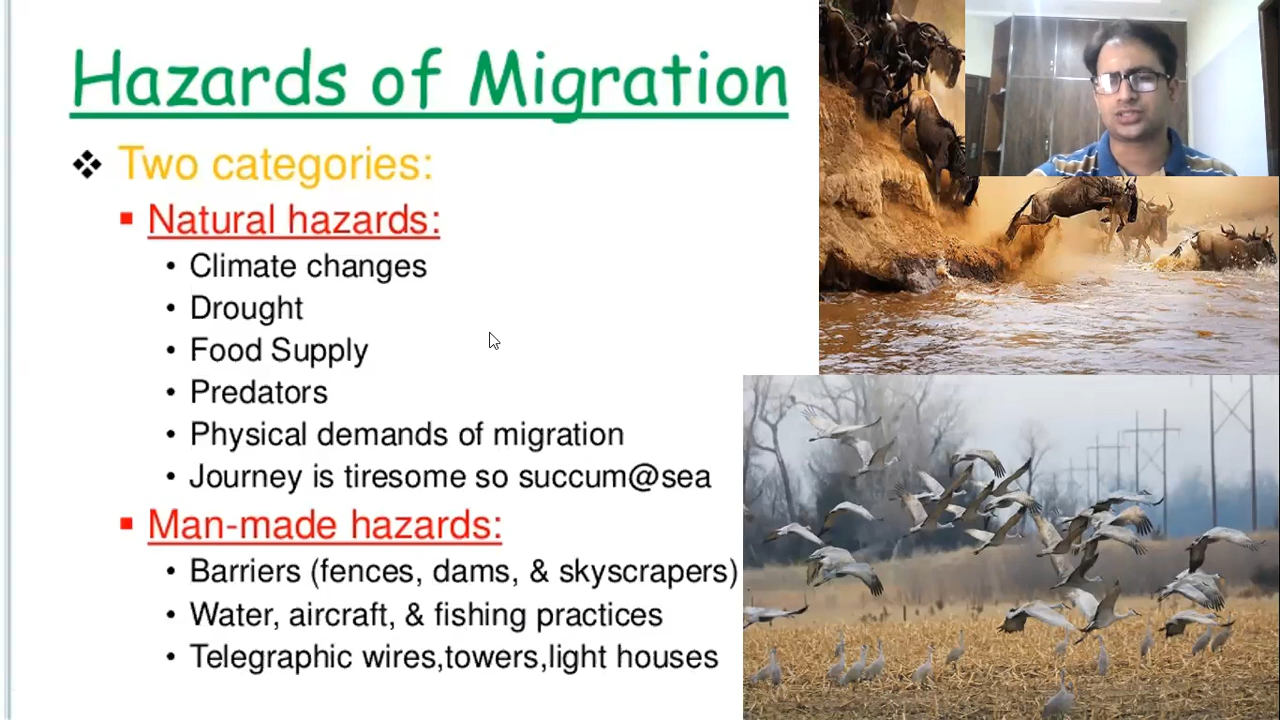 Hazards of Migration
Two categories:
Natural hazards:
Climate changes
Drought
Food Supply
Predators
Physical demands of migration
Journey is tiresome so succum@sea
Man-made hazards:
Barriers (fences, dams, & skyscrapers)
Water, aircraft, & fishing practices
Telegraphic wires,towers,light houses